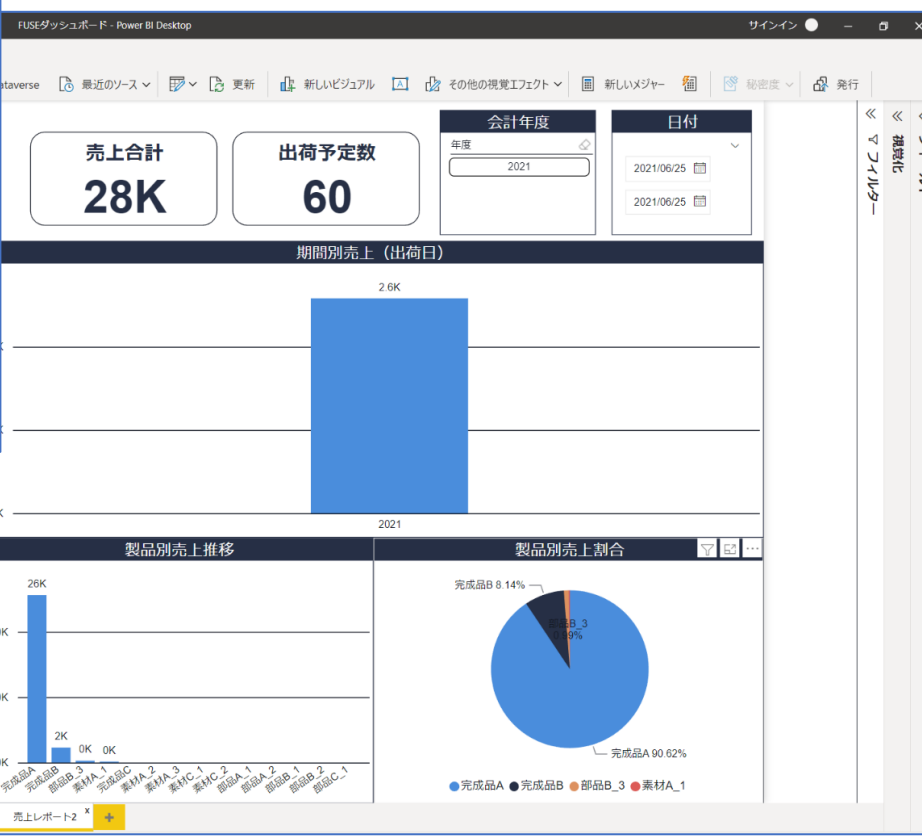 FUSEダッシュボード - Power BI Desktop
サインイン
ataverse 最近のソース 更新 新しいビジュアル A その他の視覚エフェクト 新しいメジャー 秘密度 発行
売上合計
28K
出荷予定数
60
会計年度
年度
2021
日付
2021/06/25
2021/06/25
フィルター
視覚化
期間別売上（出荷日）
2.6K
2021
製品別売上推移
26K
2K
0K
0K
完成品A
完成品B
部品B_3
素材A_1
完成品C
素材A_2
素材A_3
素材C_1
素材C_2
部品A_1
部品A_2
部品B_1
部品B_2
部品C_1
製品別売上割合
完成品B 8.14%
部品B_3
完成品A 90.62%
完成品A 完成品B 部品B_3 素材A_1
売上レポート2 x +